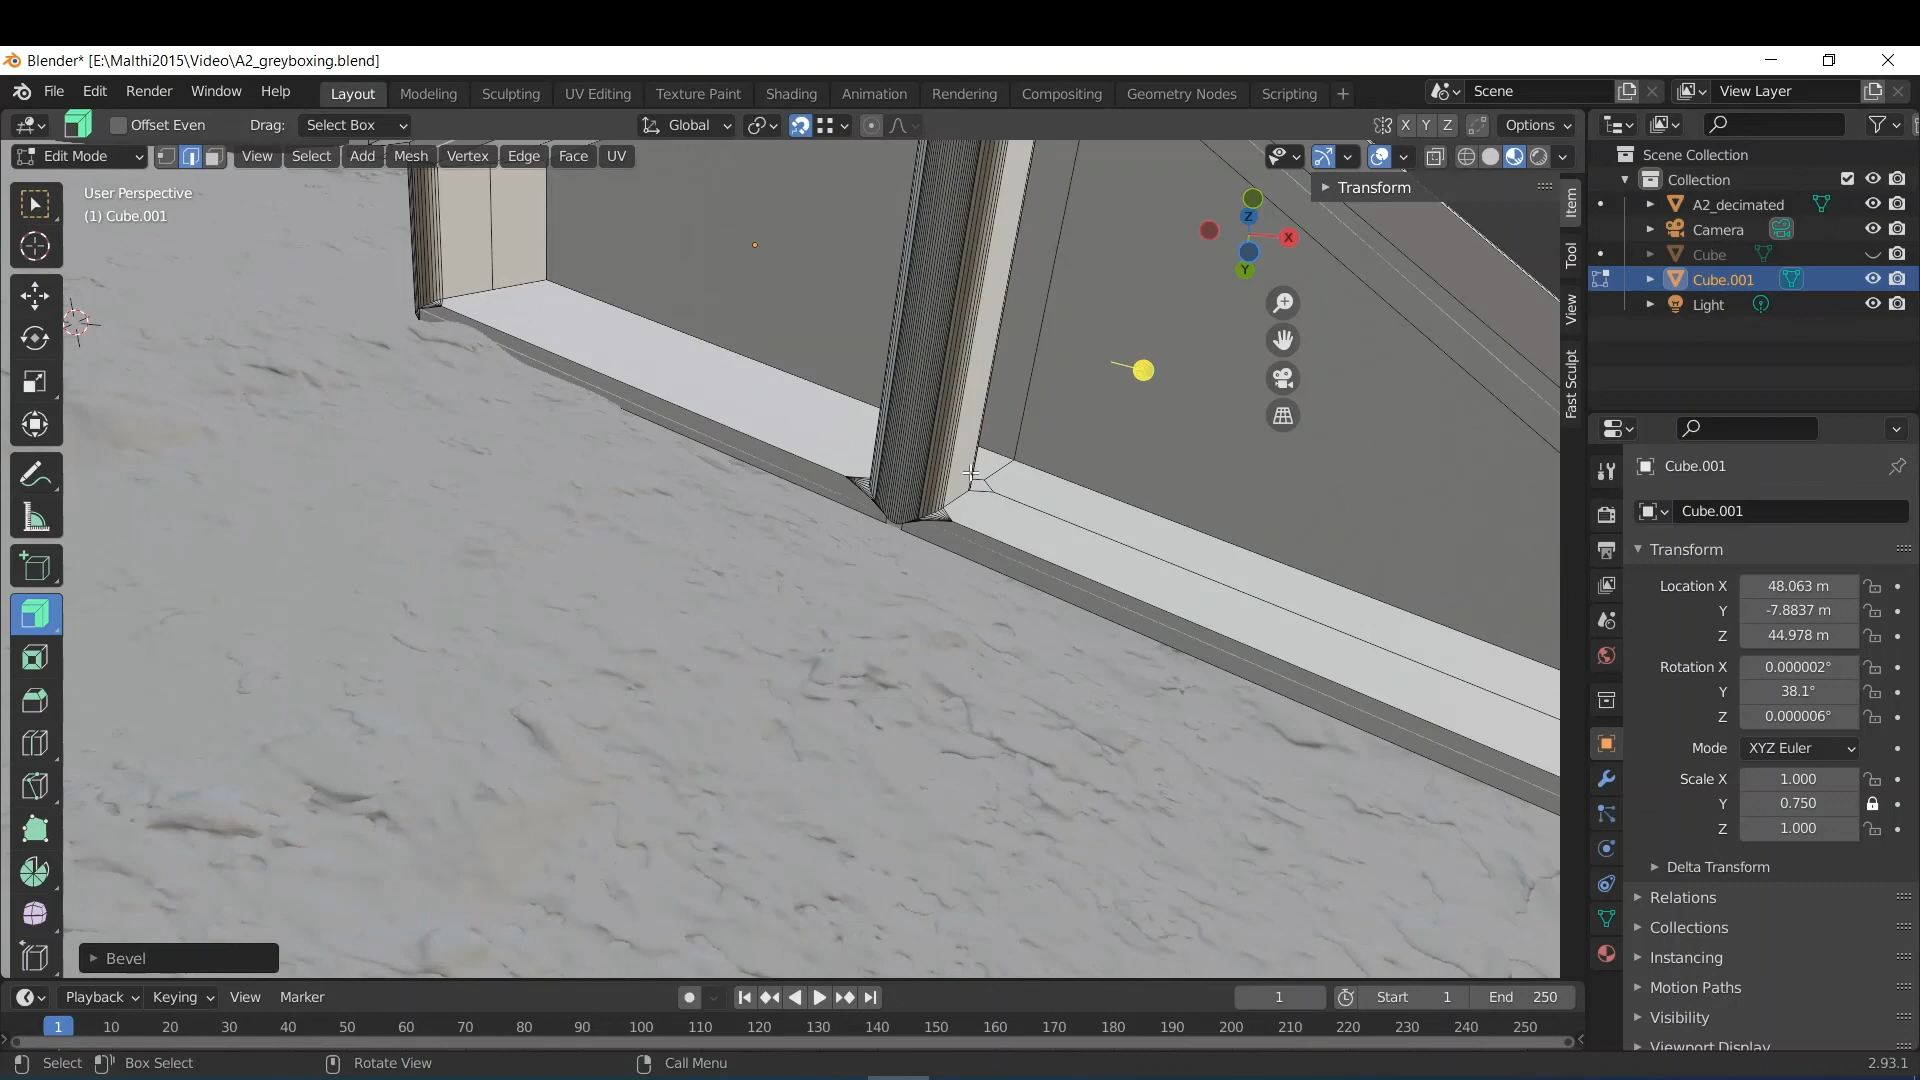 Blender* [E:\Malthi2015\Video\A2_greyboxing.blend]
File Edit Render Window Help Layout Modeling Sculpting UV Editing Texture Paint Shading Animation Rendering Compositing Geometry Nodes Scripting + Scene View Layer
Offset Even Drag: Select Box Global X Y Z Options
Edit Mode View Select Add Mesh Vertex Edge Face UV
User Perspective
(1) Cube.001
Transform
Item
Tool
View
Fast Sculpt
Z
X
Y
Bevel
Scene Collection
Collection
A2_decimated
Camera
Cube
Cube.001
Light
Cube.001
Cube.001
Transform
Location X 48.063 m
Y -7.8837 m
Z 44.978 m
Rotation X 0.000002°
Y 38.1°
Z 0.000006°
Mode XYZ Euler
Scale X 1.000
Y 0.750
Z 1.000
Delta Transform
Relations
Collections
Instancing
Motion Paths
Visibility
Viewport Display
Playback Keying View Marker 1 Start 1 End 250
1 10 20 30 40 50 60 70 80 90 100 110 120 130 140 150 160 170 180 190 200 210 220 230 240 250
Select Box Select Rotate View Call Menu 2.93.1